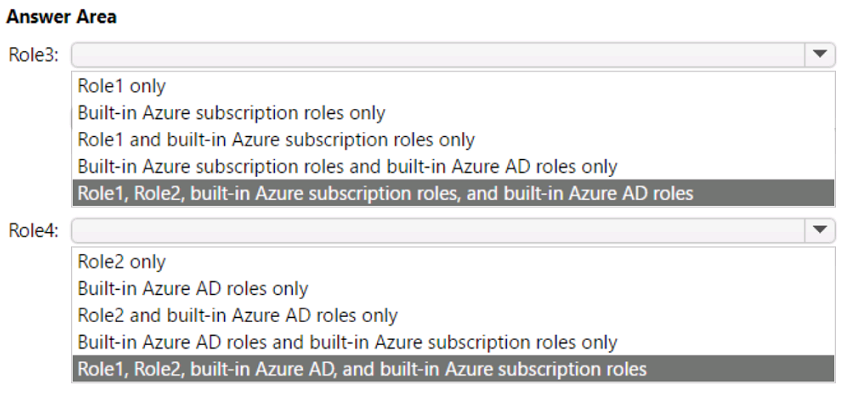 Answer Area
Role3:
Role1 only
Built-in Azure subscription roles only
Role1 and built-in Azure subscription roles only
Built-in Azure subscription roles and built-in Azure AD roles only
Role1, Role2, built-in Azure subscription roles, and built-in Azure AD roles
Role4:
Role2 only
Built-in Azure AD roles only
Role2 and built-in Azure AD roles only
Built-in Azure AD roles and built-in Azure subscription roles only
Role1, Role2, built-in Azure AD, and built-in Azure subscription roles